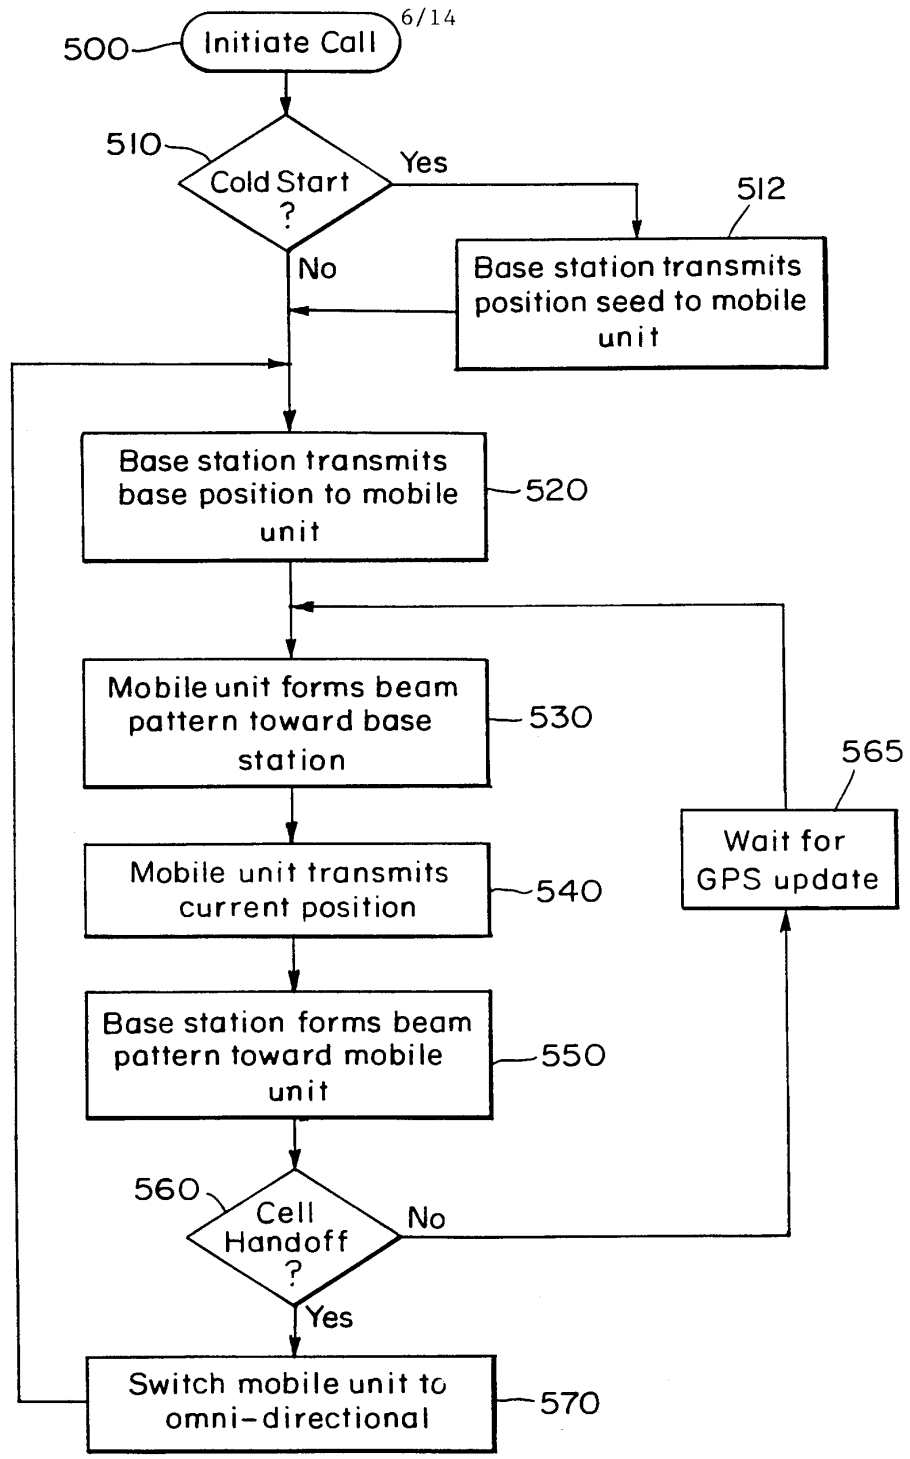 6/14
500
Initiate Call
510
Cold Start
?
Yes
No
512
Base station transmits
position seed to mobile
unit
Base station transmits
base position to mobile
unit
520
Mobile unit forms beam
pattern toward base
station
530
565
Wait for
GPS update
Mobile unit transmits
current position
540
Base station forms beam
pattern toward mobile
unit
550
560
Cell
Handoff
?
No
Yes
Switch mobile unit to
omni-directional
570